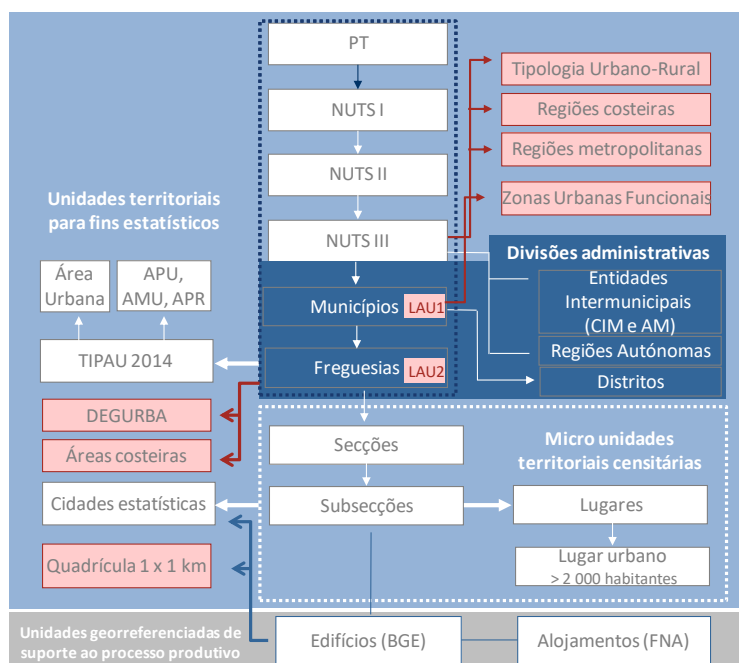 PT
NUTS I
NUTS II
NUTS III
Tipologia Urbano-Rural
Regiões costeiras
Regiões metropolitanas
Zonas Urbanas Funcionais
Unidades territoriais
para fins estatísticos
Divisões administrativas
Entidades
Intermunicipais
(CIM e AM)
Regiões Autónomas
Distritos
Municípios
LAU1
Freguesias
LAU2
Área
Urbana
APU,
AMU, APR
TIPAU 2014
DEGURBA
Áreas costeiras
Cidades estatísticas
Quadrícula 1 x 1 km
Secções
Subsecções
Micro unidades
territoriais censitárias
Lugares
Lugar urbano
> 2 000 habitantes
Unidades georreferenciadas de
suporte ao processo produtivo
Edifícios (BGE)
Alojamentos (FNA)